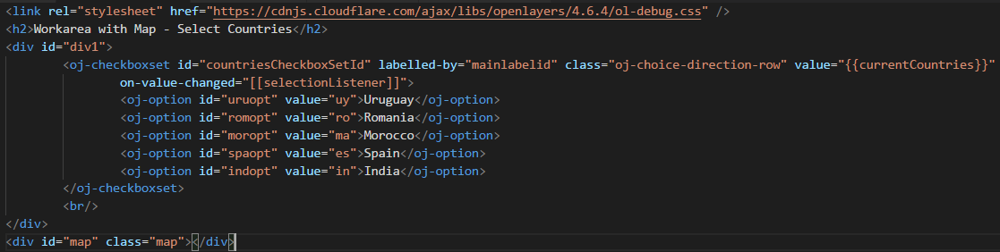 <link rel="stylesheet" href="https://cdnjs.cloudflare.com/ajax/libs/openlayers/4.6.4/ol-debug.css" />
<h2>Workarea with Map - Select Countries</h2>
<div id="div1">
<oj-checkboxset id="countriesCheckboxSetId" labelled-by="mainlabelid" class="oj-choice-direction-row" value="{{currentCountries}}"
on-value-changed="[[selectionListener]]">
<oj-option id="uruopt" value="uy">Uruguay</oj-option>
<oj-option id="romopt" value="ro">Romania</oj-option>
<oj-option id="moropt" value="ma">Morocco</oj-option>
<oj-option id="spaopt" value="es">Spain</oj-option>
<oj-option id="indopt" value="in">India</oj-option>
</oj-checkboxset>
<br/>
</div>
<div id="map" class="map"></div>